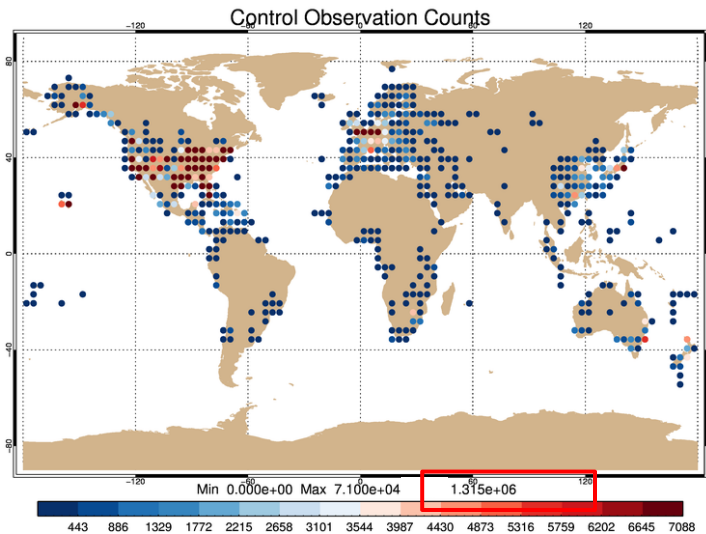 Control Observation Counts
−120 −60 0 60 120
80
40
0
−40
−80
−120 −60 0 60 120
Min 0.000e+00 Max 7.100e+04 1.315e+06
443 886 1329 1772 2215 2658 3101 3544 3987 4430 4873 5316 5759 6202 6645 7088